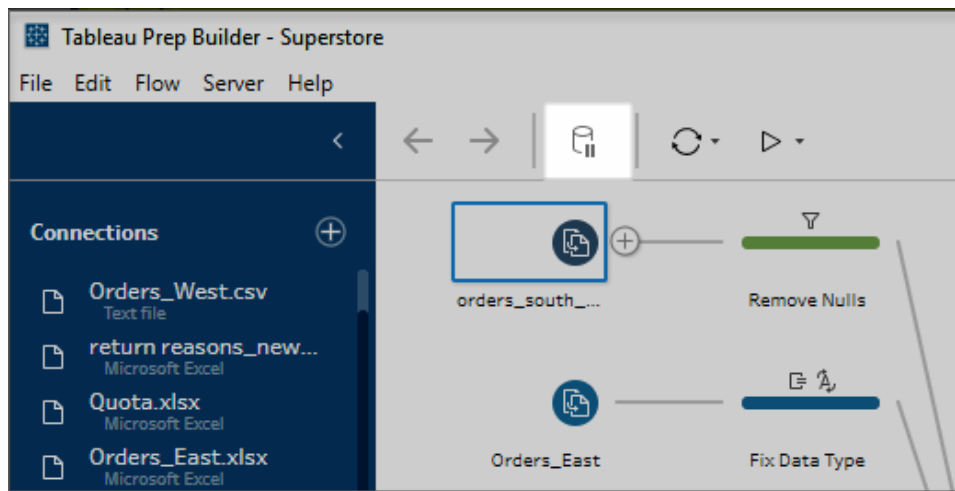 Tableau Prep Builder - Superstore
File Edit Flow Server Help
Connections
Orders_West.csv
Text file
return reasons_new...
Microsoft Excel
Quota.xlsx
Microsoft Excel
Orders_East.xlsx
Microsoft Excel
orders_south_...
Remove Nulls
Orders_East
Fix Data Type